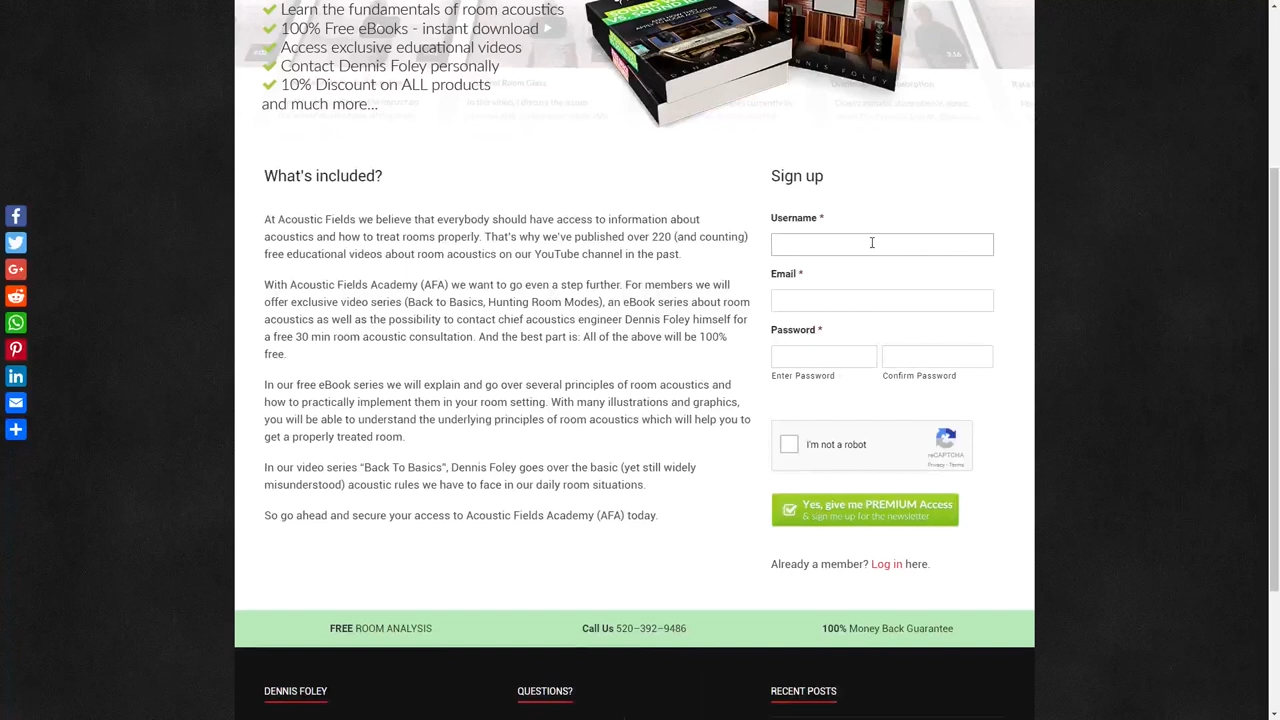 Learn the fundamentals of room acoustics
100% Free eBooks - instant download
Access exclusive educational videos
Contact Dennis Foley personally
10% Discount on ALL products
and much more...
DENNIS FOLEY
NNIS FOLEY
3:16
What's included?
At Acoustic Fields we believe that everybody should have access to information about
acoustics and how to treat rooms properly. That's why we've published over 220 (and counting)
free educational videos about room acoustics on our YouTube channel in the past.
With Acoustic Fields Academy (AFA) we want to go even a step further. For members we will
offer exclusive video series (Back to Basics, Hunting Room Modes), an eBook series about room
acoustics as well as the possibility to contact chief acoustics engineer Dennis Foley himself for
a free 30 min room acoustic consultation. And the best part is: All of the above will be 100%
free.
In our free eBook series we will explain and go over several principles of room acoustics and
how to practically implement them in your room setting. With many illustrations and graphics,
you will be able to understand the underlying principles of room acoustics which will help you to
get a properly treated room.
In our video series “Back To Basics”, Dennis Foley goes over the basic (yet still widely
misunderstood) acoustic rules we have to face in our daily room situations.
So go ahead and secure your access to Acoustic Fields Academy (AFA) today.
Sign up
Username *
Email *
Password *
Enter Password
Confirm Password
I'm not a robot
reCAPTCHA
Privacy - Terms
Yes, give me PREMIUM Access
& sign me up for the newsletter
Already a member? Log in here.
FREE ROOM ANALYSIS
Call Us 520–392–9486
100% Money Back Guarantee
DENNIS FOLEY
QUESTIONS?
RECENT POSTS